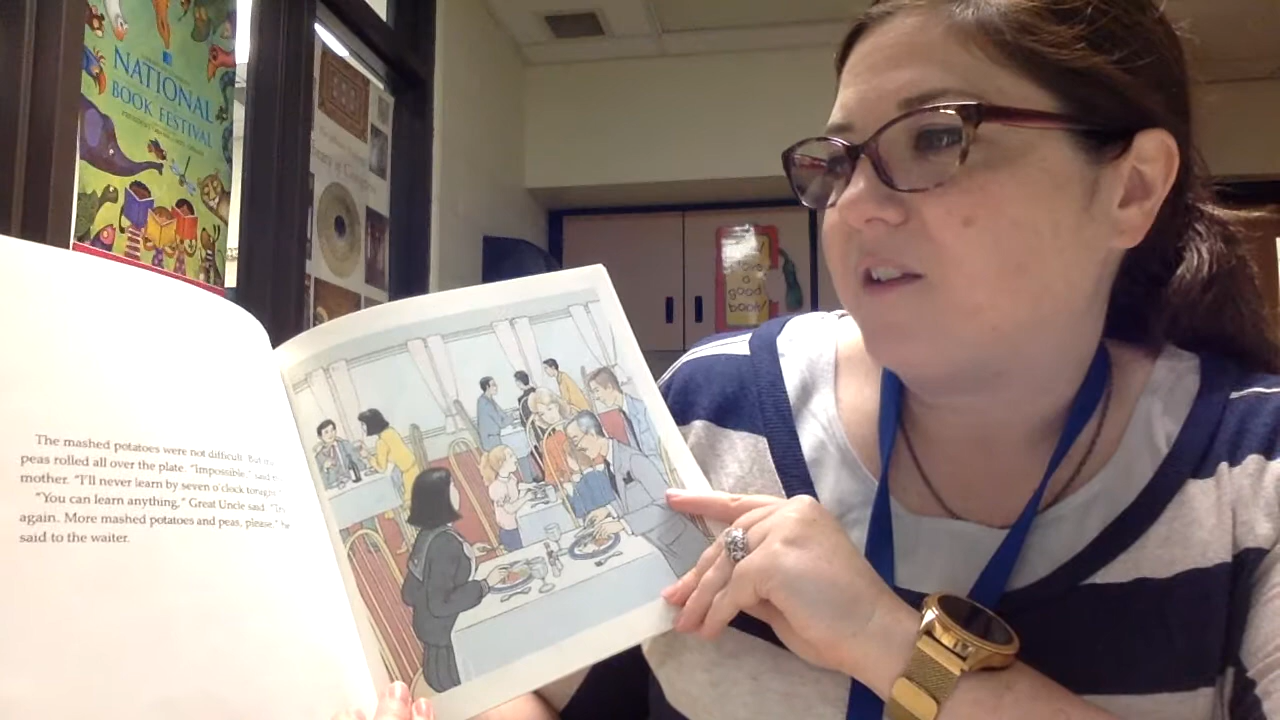 NATIONAL
BOOK FESTIVAL
a
good
book!
The mashed potatoes were not difficult. But
peas rolled all over the plate. "Impossible," said
mother. "I'll never learn by seven o'clock tonight."
"You can learn anything," Great Uncle said. "Try
again. More mashed potatoes and peas, please," he
said to the waiter.